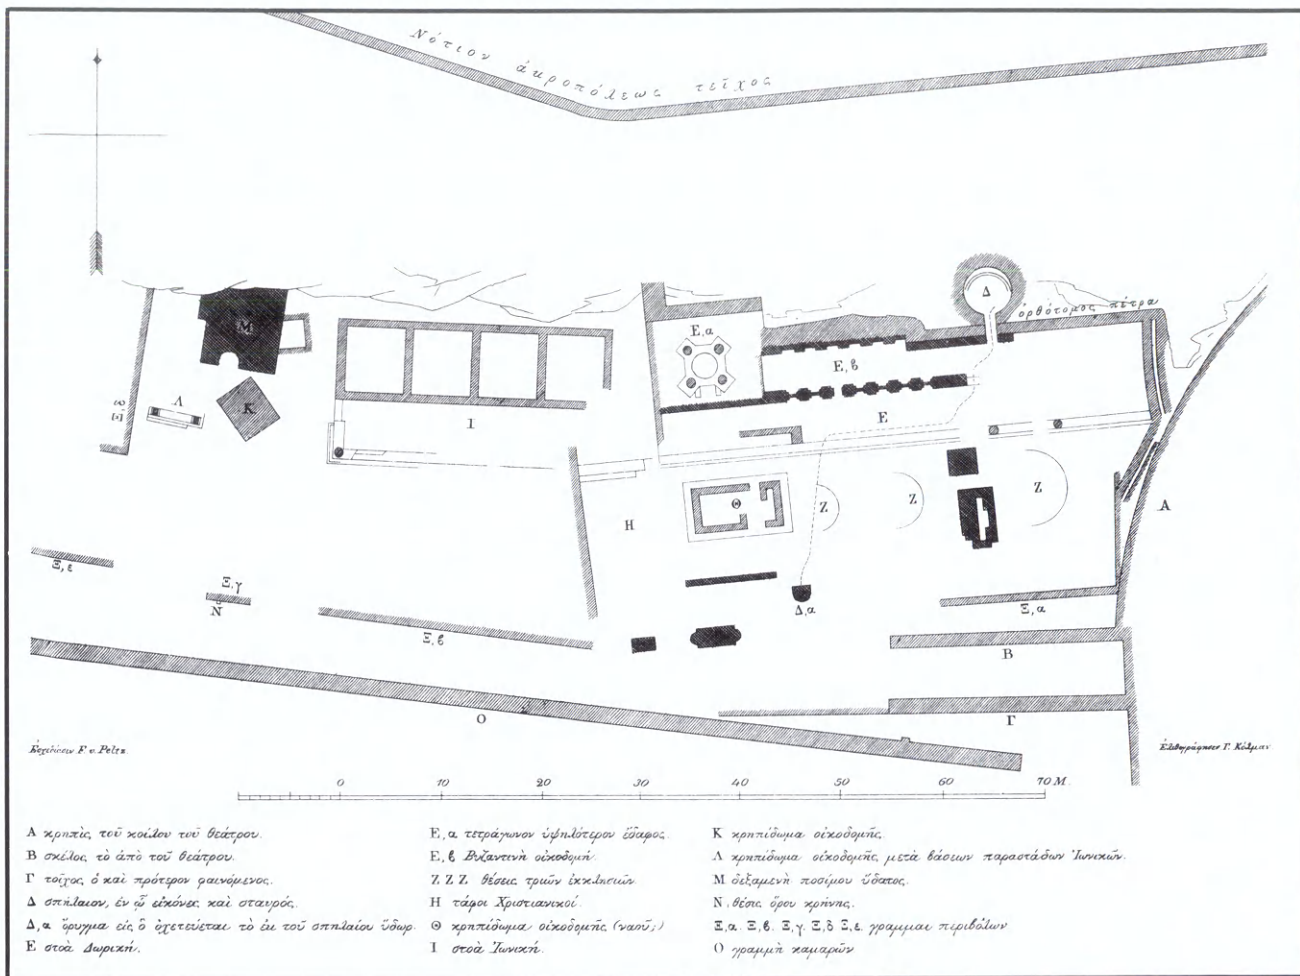 Νότιον ἀκροπόλεως τεῖχος
Δ
ὀρθότομος πέτρα
Μ
Ε,α
Ε,β
Λ
Κ
Ι
Ε
Ζ
Ζ
Ζ
Θ
Η
Α
Ξ,ε
Ξ,γ
Ν
Ξ,β
Δ,α
Ξ,α
Β
Ο
Γ
Ἐσχεδίασεν F. v. Peltz.
Ἐλιθογράφησεν Γ. Κόλμαν
0 10 20 30 40 50 60 70 Μ.
Α κρηπὶς τοῦ κοίλου τοῦ θεάτρου.
Β σκέλος τὸ ἀπὸ τοῦ θεάτρου.
Γ τοῖχος ὁ καὶ πρότερον φαινόμενος.
Δ σπήλαιον, ἐν ᾧ εἰκόνες καὶ σταυρός.
Δ,α ὄρυγμα εἰς ὃ ὀχετεύεται τὸ ἐκ τοῦ σπηλαίου ὕδωρ.
Ε στοὰ Δωρική.
Ε,α τετράγωνον ὑψηλότερον ἔδαφος.
Ε,β Βυζαντινὴ οἰκοδομή.
Ζ Ζ Ζ θέσεις τριῶν ἐκκλησιῶν
Η τάφοι Χριστιανικοί.
Θ κρηπίδωμα οἰκοδομῆς (ναοῦ;)
Ι στοὰ Ἰωνική.
Κ κρηπίδωμα οἰκοδομῆς.
Λ κρηπίδωμα οἰκοδομῆς μετὰ βάσεων παραστάδων Ἰωνικῶν.
Μ δεξαμενὴ ποσίμου ὕδατος.
Ν θέσις ὅρου κρήνης.
Ξ,α. Ξ,β. Ξ,γ. Ξ,δ Ξ,ε. γραμμαὶ περιβόλων
Ο γραμμὴ καμαρῶν